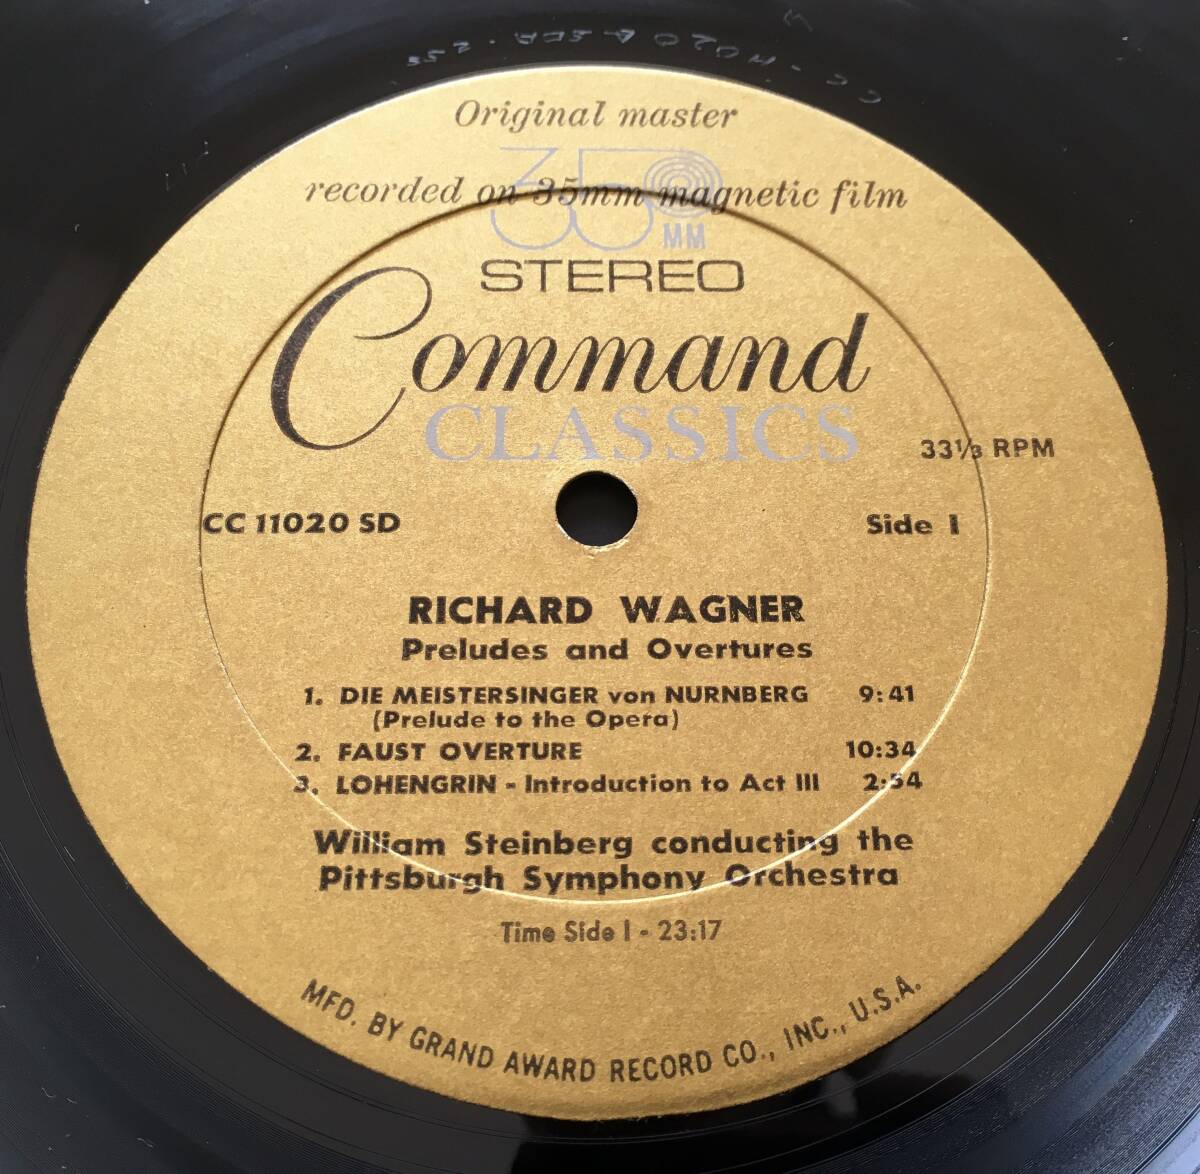 Original master
recorded on 35mm magnetic film
35 MM
STEREO
Command
CLASSICS
33⅓ RPM
CC 11020 SD
Side I
RICHARD WAGNER
Preludes and Overtures
1. DIE MEISTERSINGER von NURNBERG 9:41
(Prelude to the Opera)
2. FAUST OVERTURE 10:34
3. LOHENGRIN - Introduction to Act III 2:54
William Steinberg conducting the
Pittsburgh Symphony Orchestra
Time Side I - 23:17
MFD. BY GRAND AWARD RECORD CO., INC., U.S.A.